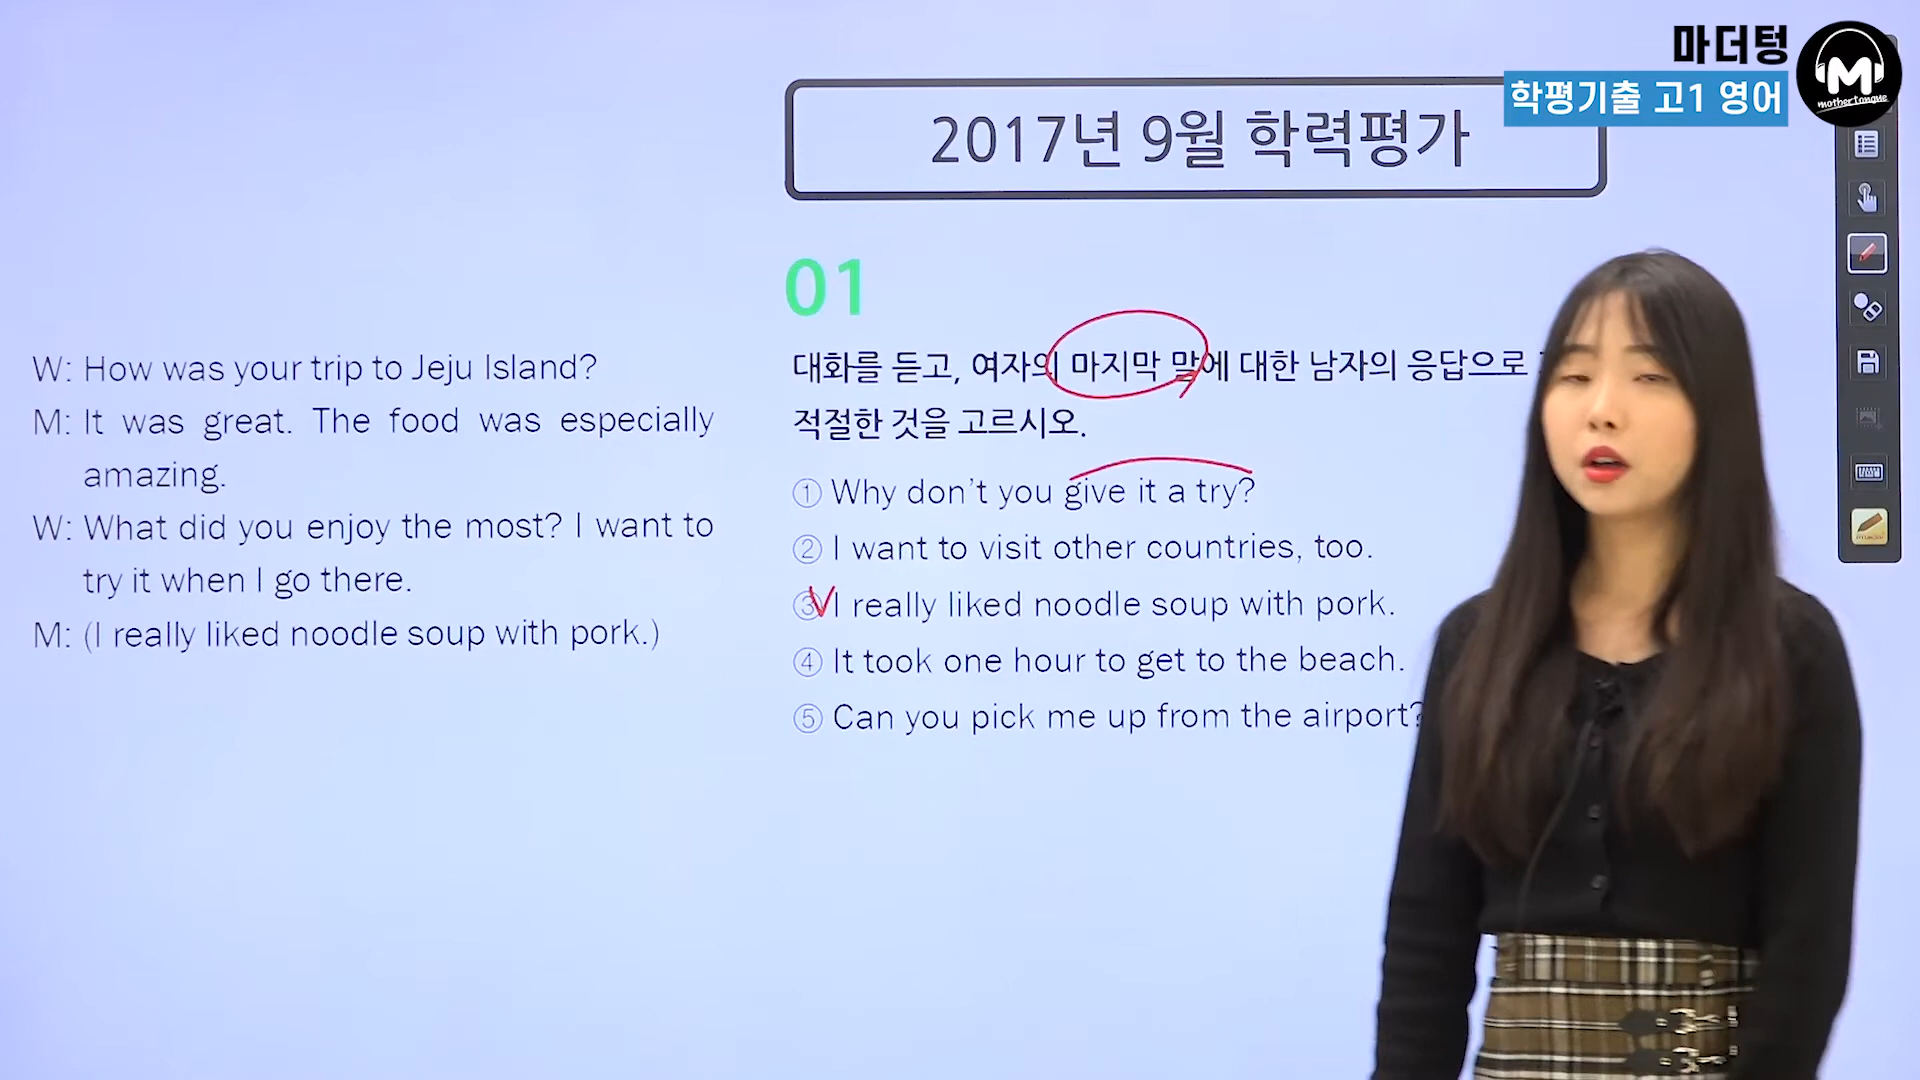 마더텅
학평기출 고1 영어
M
mothertongue
2017년 9월 학력평가
01
대화를 듣고, 여자의 마지막 말에 대한 남자의 응답으로
적절한 것을 고르시오.
① Why don't you give it a try?
② I want to visit other countries, too.
③ I really liked noodle soup with pork.
④ It took one hour to get to the beach.
⑤ Can you pick me up from the airport?
W: How was your trip to Jeju Island?
M: It was great. The food was especially
amazing.
W: What did you enjoy the most? I want to
try it when I go there.
M: (I really liked noodle soup with pork.)